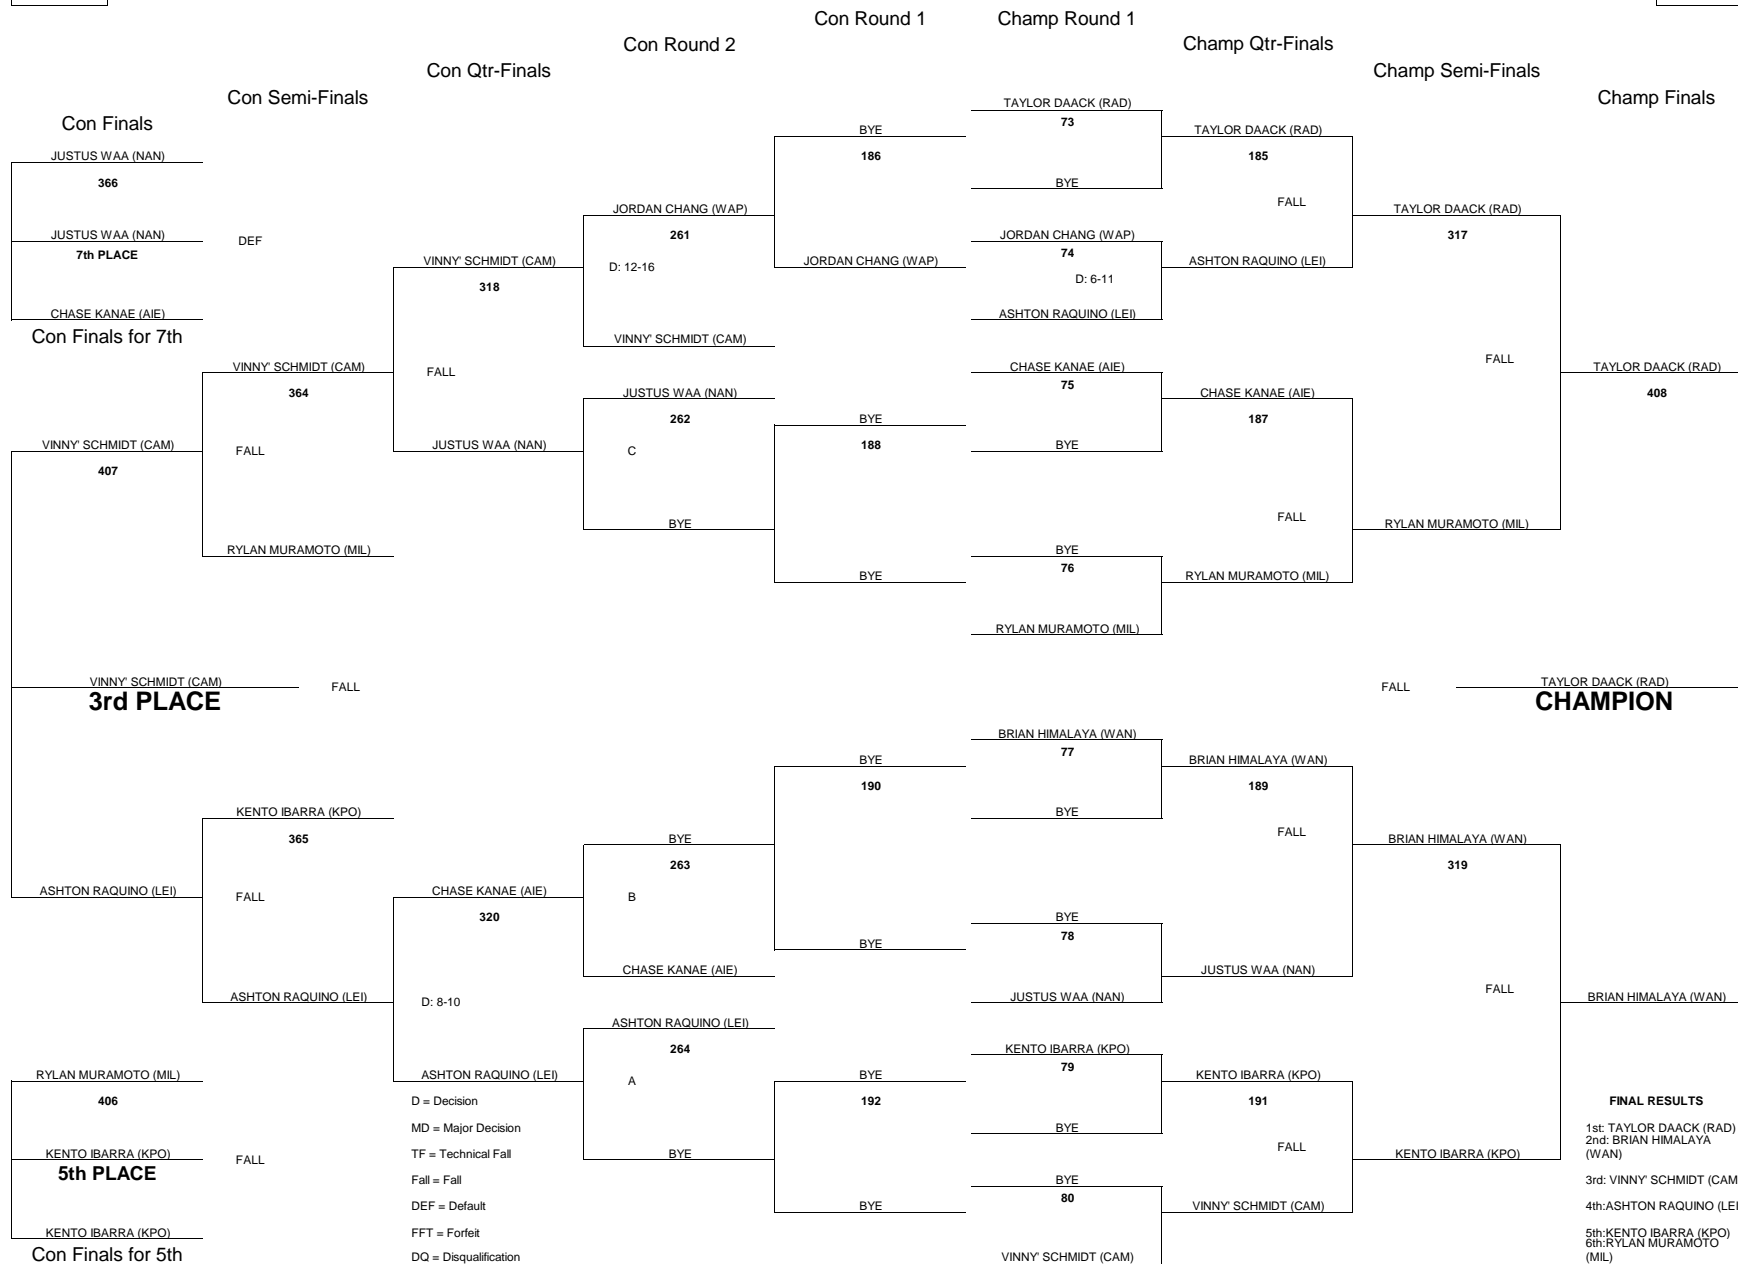 Con Round 1
Champ Round 1
Con Round 2
Champ Qtr-Finals
Con Qtr-Finals
Champ Semi-Finals
Con Semi-Finals
Champ Finals
Con Finals
JUSTUS WAA (NAN)
366
JUSTUS WAA (NAN)
7th PLACE
DEF
CHASE KANAE (AIE)
Con Finals for 7th
VINNY' SCHMIDT (CAM)
407
VINNY' SCHMIDT (CAM)
3rd PLACE
FALL
ASHTON RAQUINO (LEI)
RYLAN MURAMOTO (MIL)
406
KENTO IBARRA (KPO)
5th PLACE
FALL
KENTO IBARRA (KPO)
Con Finals for 5th
VINNY' SCHMIDT (CAM)
364
FALL
RYLAN MURAMOTO (MIL)
KENTO IBARRA (KPO)
365
FALL
ASHTON RAQUINO (LEI)
VINNY' SCHMIDT (CAM)
318
FALL
JUSTUS WAA (NAN)
CHASE KANAE (AIE)
320
D: 8-10
ASHTON RAQUINO (LEI)
D = Decision
MD = Major Decision
TF = Technical Fall
Fall = Fall
DEF = Default
FFT = Forfeit
DQ = Disqualification
JORDAN CHANG (WAP)
261
D: 12-16
VINNY' SCHMIDT (CAM)
JUSTUS WAA (NAN)
262
C
BYE
BYE
263
B
CHASE KANAE (AIE)
ASHTON RAQUINO (LEI)
264
A
BYE
BYE
186
JORDAN CHANG (WAP)
BYE
188
BYE
BYE
190
BYE
BYE
192
BYE
TAYLOR DAACK (RAD)
73
BYE
JORDAN CHANG (WAP)
74
D: 6-11
ASHTON RAQUINO (LEI)
CHASE KANAE (AIE)
75
BYE
BYE
76
RYLAN MURAMOTO (MIL)
BRIAN HIMALAYA (WAN)
77
BYE
BYE
78
JUSTUS WAA (NAN)
KENTO IBARRA (KPO)
79
BYE
BYE
80
VINNY' SCHMIDT (CAM)
TAYLOR DAACK (RAD)
185
FALL
ASHTON RAQUINO (LEI)
CHASE KANAE (AIE)
187
FALL
RYLAN MURAMOTO (MIL)
BRIAN HIMALAYA (WAN)
189
FALL
JUSTUS WAA (NAN)
KENTO IBARRA (KPO)
191
FALL
VINNY' SCHMIDT (CAM)
TAYLOR DAACK (RAD)
317
FALL
RYLAN MURAMOTO (MIL)
BRIAN HIMALAYA (WAN)
319
FALL
KENTO IBARRA (KPO)
TAYLOR DAACK (RAD)
408
FALL
TAYLOR DAACK (RAD)
CHAMPION
BRIAN HIMALAYA (WAN)
FINAL RESULTS
1st: TAYLOR DAACK (RAD)
2nd: BRIAN HIMALAYA
(WAN)
3rd: VINNY' SCHMIDT (CAM
4th:ASHTON RAQUINO (LEI
5th:KENTO IBARRA (KPO)
6th:RYLAN MURAMOTO
(MIL)